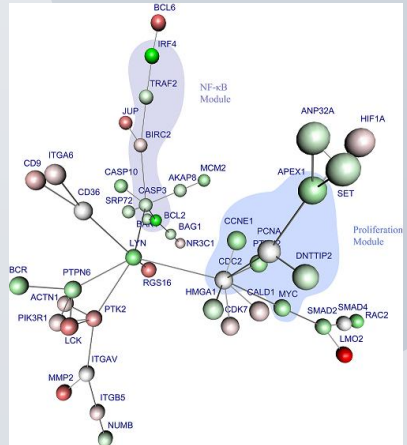 BCL6
IRF4
TRAF2
NF-κB
Module
JUP
BIRC2
ANP32A
HIF1A
CD9
ITGA6
CASP10
AKAP8
MCM2
APEX1
SET
CD36
SRP72
CASP3
BCL2
BAG1
NR3C1
CCNE1
PCNA
Proliferation
Module
LYN
CDC2
DNTTIP2
BCR
PTPN6
RGS16
HMGA1
CALD1
MYC
ACTN1
PTK2
CDK7
SMAD2
SMAD4
RAC2
PIK3R1
LCK
LMO2
ITGAV
MMP2
ITGB5
NUMB